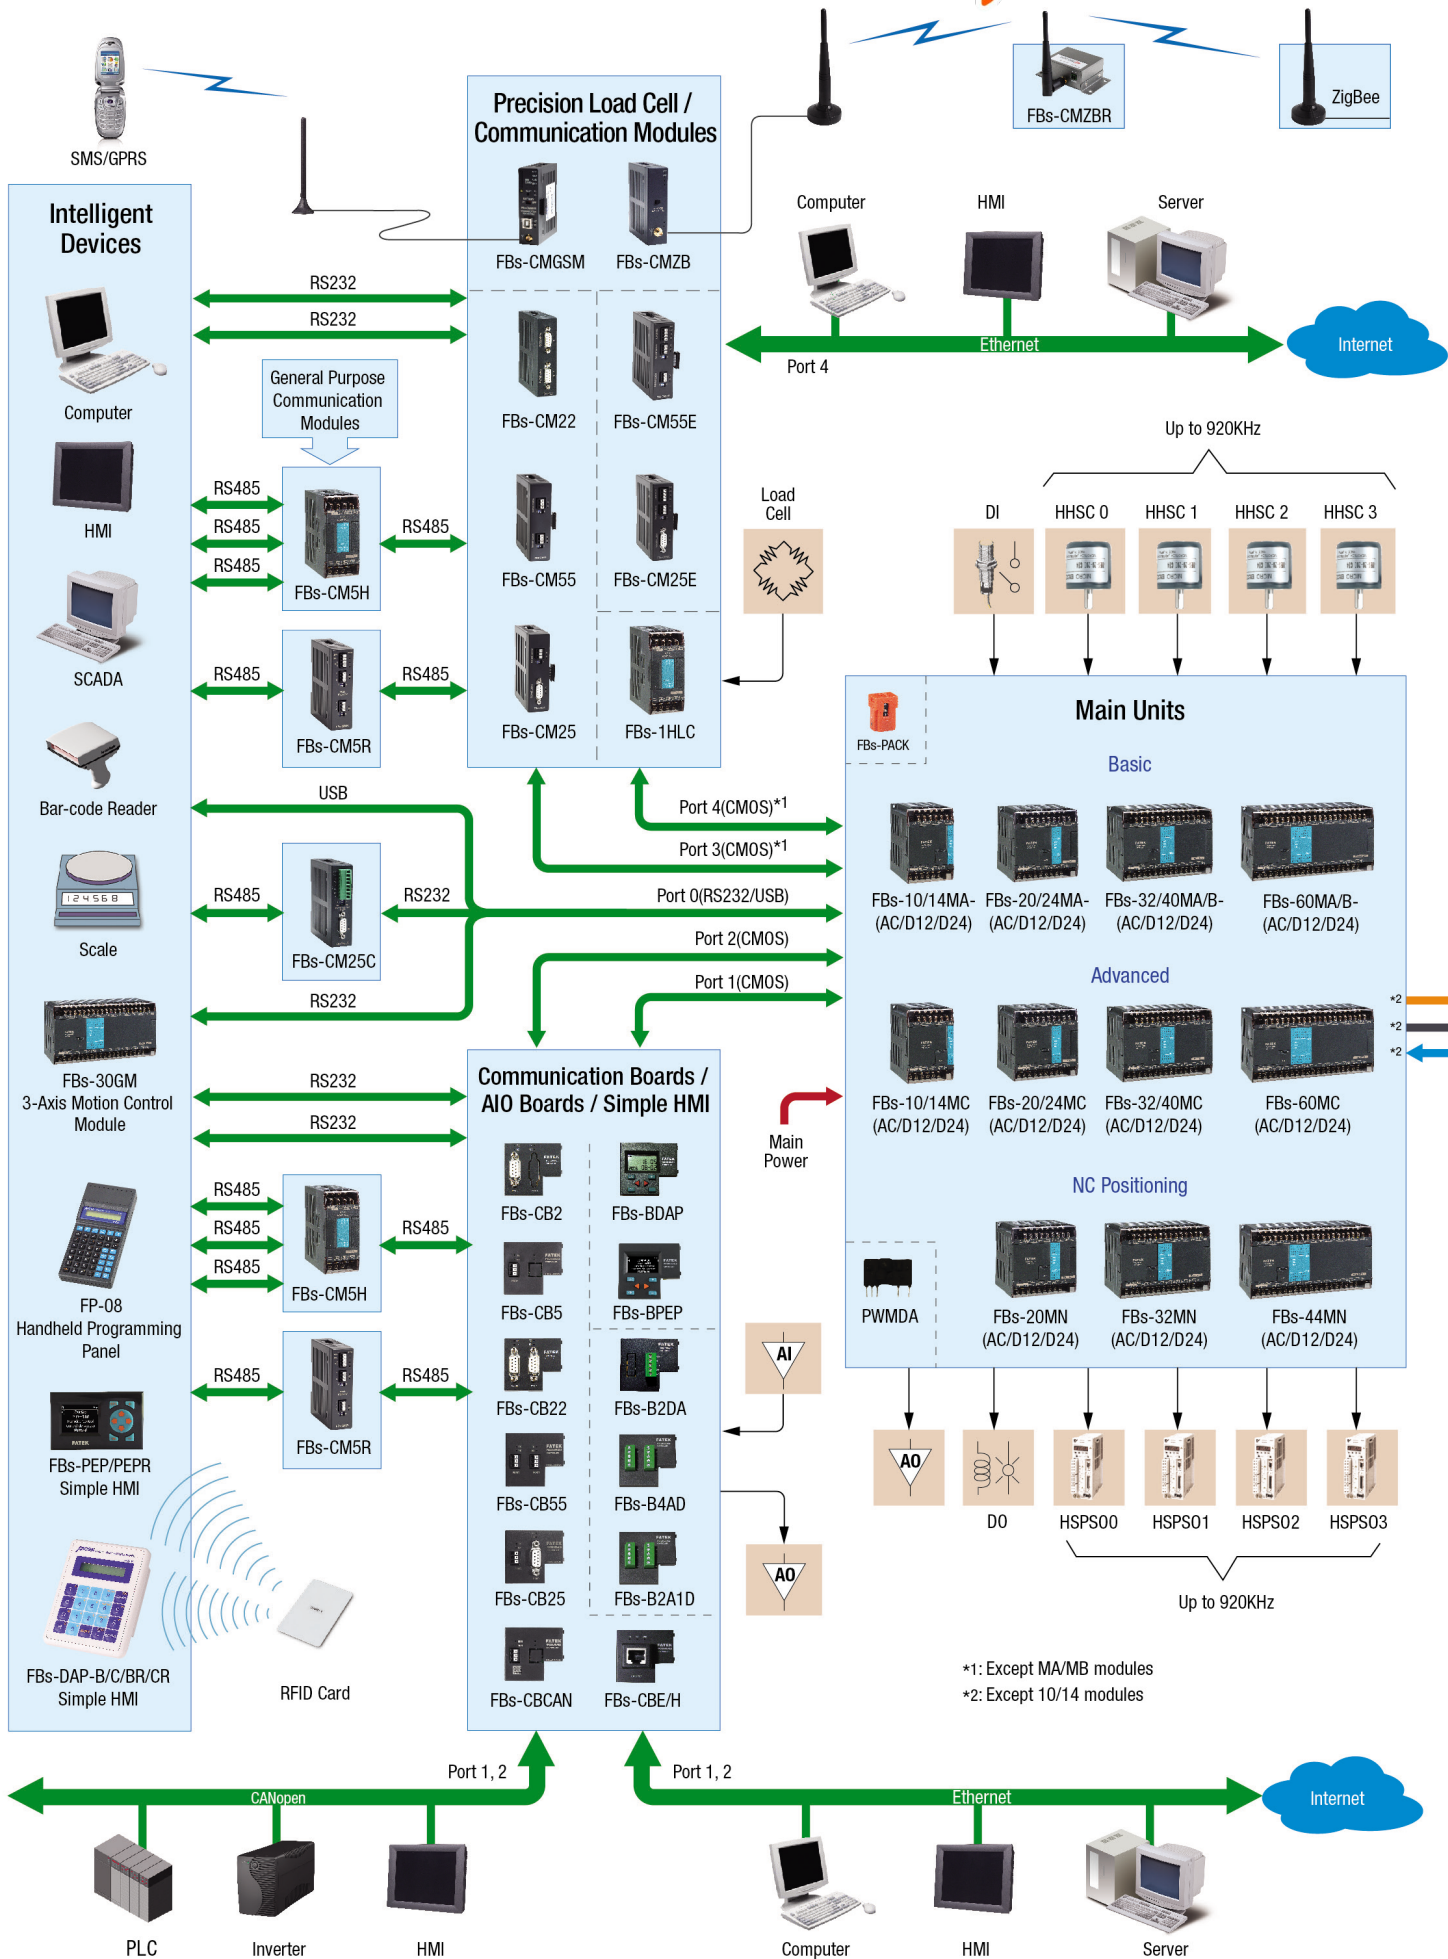 SMS/GPRS
Precision Load Cell /
Communication Modules
FBs-CMGSM
FBs-CMZB
FBs-CMZBR
ZigBee
Intelligent
Devices
Computer
HMI
SCADA
Bar-code Reader
Scale
FBs-30GM
3-Axis Motion Control
Module
FP-08
Handheld Programming
Panel
FBs-PEP/PEPR
Simple HMI
FBs-DAP-B/C/BR/CR
Simple HMI
RFID Card
RS232
RS232
General Purpose
Communication
Modules
RS485
RS485
RS485
FBs-CM5H
RS485
RS485
FBs-CM5R
RS485
USB
RS485
FBs-CM25C
RS232
RS232
FBs-CM22
FBs-CM55E
FBs-CM55
FBs-CM25E
FBs-CM25
FBs-1HLC
Computer
HMI
Server
Ethernet
Port 4
Internet
Load
Cell
Up to 920KHz
DI
HHSC 0
HHSC 1
HHSC 2
HHSC 3
Port 4(CMOS)*1
Port 3(CMOS)*1
Port 0(RS232/USB)
Port 2(CMOS)
Port 1(CMOS)
Main
Power
FBs-PACK
Main Units
Basic
FBs-10/14MA-
(AC/D12/D24)
FBs-20/24MA-
(AC/D12/D24)
FBs-32/40MA/B-
(AC/D12/D24)
FBs-60MA/B-
(AC/D12/D24)
Advanced
FBs-10/14MC
(AC/D12/D24)
FBs-20/24MC
(AC/D12/D24)
FBs-32/40MC
(AC/D12/D24)
FBs-60MC
(AC/D12/D24)
*2
*2
*2
NC Positioning
PWMDA
FBs-20MN
(AC/D12/D24)
FBs-32MN
(AC/D12/D24)
FBs-44MN
(AC/D12/D24)
AO
DO
HSPSO0
HSPSO1
HSPSO2
HSPSO3
Up to 920KHz
*1: Except MA/MB modules
*2: Except 10/14 modules
RS232
RS232
RS485
RS485
RS485
FBs-CM5H
RS485
RS485
FBs-CM5R
RS485
Communication Boards /
AIO Boards / Simple HMI
FBs-CB2
FBs-BDAP
FBs-CB5
FBs-BPEP
FBs-CB22
FBs-B2DA
FBs-CB55
FBs-B4AD
FBs-CB25
FBs-B2A1D
FBs-CBCAN
FBs-CBE/H
AI
AO
Port 1, 2
CANopen
PLC
Inverter
HMI
Port 1, 2
Ethernet
Internet
Computer
HMI
Server